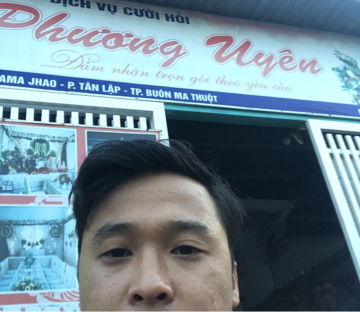 DỊCH VỤ CƯỚI HỎI
Phương Uyên
Đảm nhận trọn gói theo yêu cầu
AMA JHAO - P. TÂN LẬP - TP. BUÔN MA THUỘT